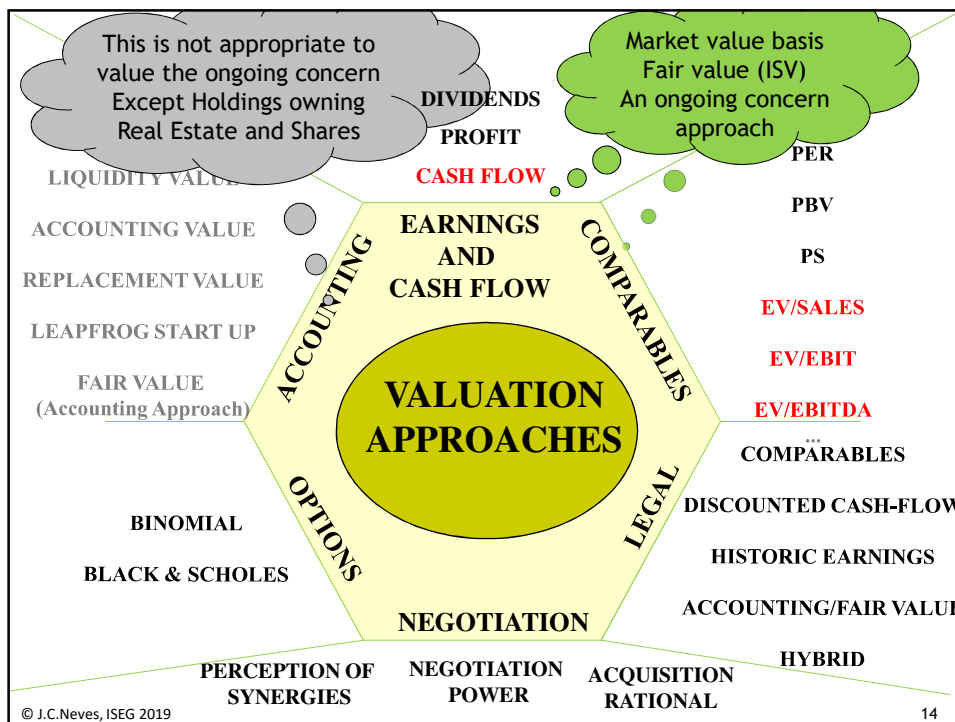 This is not appropriate to
value the ongoing concern
Except Holdings owning
Real Estate and Shares
Market value basis
Fair value (ISV)
An ongoing concern
approach
DIVIDENDS
PROFIT
CASH FLOW
LIQUIDITY VALUE
ACCOUNTING VALUE
REPLACEMENT VALUE
LEAPFROG START UP
FAIR VALUE
(Accounting Approach)
ACCOUNTING
EARNINGS
AND
CASH FLOW
COMPARABLES
PER
PBV
PS
EV/SALES
EV/EBIT
EV/EBITDA
...
VALUATION
APPROACHES
OPTIONS
BINOMIAL
BLACK & SCHOLES
LEGAL
COMPARABLES
DISCOUNTED CASH-FLOW
HISTORIC EARNINGS
ACCOUNTING/FAIR VALUE
HYBRID
NEGOTIATION
PERCEPTION OF
SYNERGIES
NEGOTIATION
POWER
ACQUISITION
RATIONAL
© J.C.Neves, ISEG 2019
14